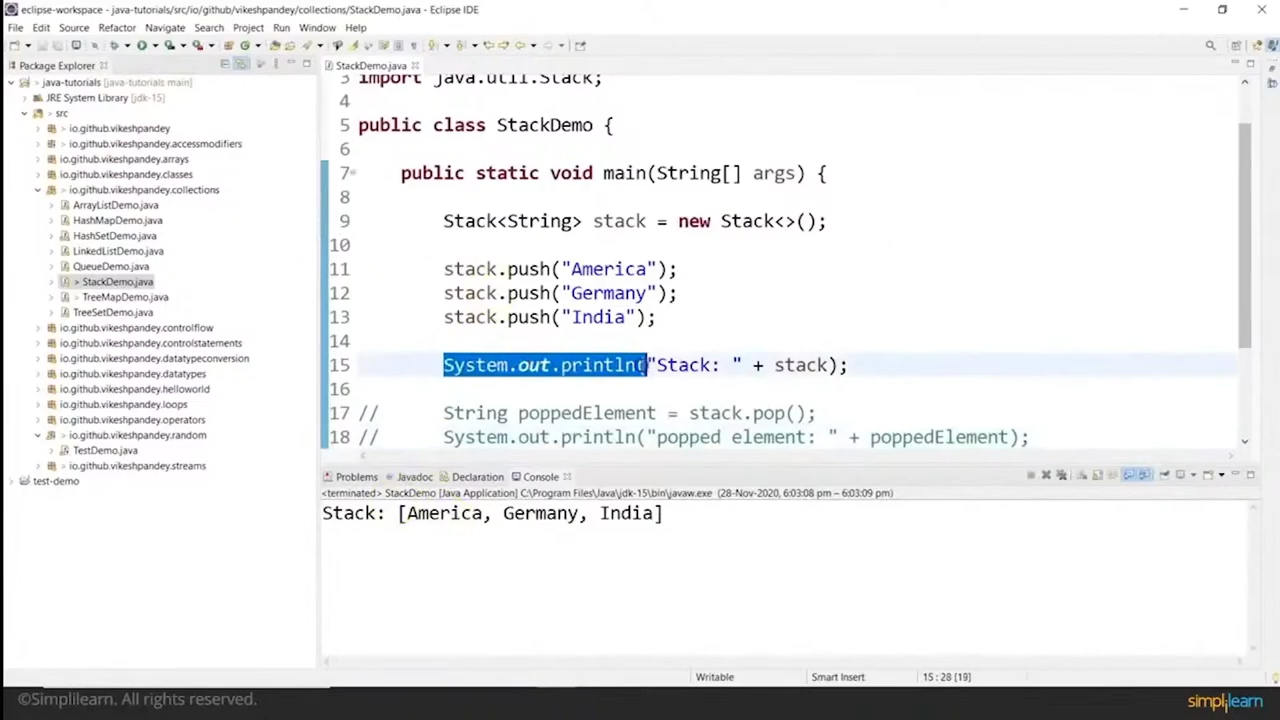 eclipse-workspace - java-tutorials/src/io/github/vikeshpandey/collections/StackDemo.java - Eclipse IDE
File Edit Source Refactor Navigate Search Project Run Window Help
Package Explorer
java-tutorials [java-tutorials main]
JRE System Library [jdk-15]
src
> io.github.vikeshpandey
> io.github.vikeshpandey.accessmodifiers
io.github.vikeshpandey.arrays
io.github.vikeshpandey.classes
> io.github.vikeshpandey.collections
ArrayListDemo.java
HashMapDemo.java
HashSetDemo.java
LinkedListDemo.java
QueueDemo.java
> StackDemo.java
> TreeMapDemo.java
TreeSetDemo.java
io.github.vikeshpandey.controlflow
io.github.vikeshpandey.controlstatements
io.github.vikeshpandey.datatypeconversion
io.github.vikeshpandey.datatypes
io.github.vikeshpandey.helloworld
io.github.vikeshpandey.loops
io.github.vikeshpandey.operators
> io.github.vikeshpandey.random
TestDemo.java
> io.github.vikeshpandey.streams
test-demo
StackDemo.java
3 import java.util.Stack;
4
5 public class StackDemo {
6
7 public static void main(String[] args) {
8
9 Stack<String> stack = new Stack<>();
10
11 stack.push("America");
12 stack.push("Germany");
13 stack.push("India");
14
15 System.out.println("Stack: " + stack);
16
17 // String poppedElement = stack.pop();
18 // System.out.println("popped element: " + poppedElement);
Problems Javadoc Declaration Console
<terminated> StackDemo [Java Application] C:\Program Files\Java\jdk-15\bin\javaw.exe (28-Nov-2020, 6:03:08 pm – 6:03:09 pm)
Stack: [America, Germany, India]
Writable Smart Insert 15 : 28 [19]
©Simplilearn. All rights reserved.
simplilearn